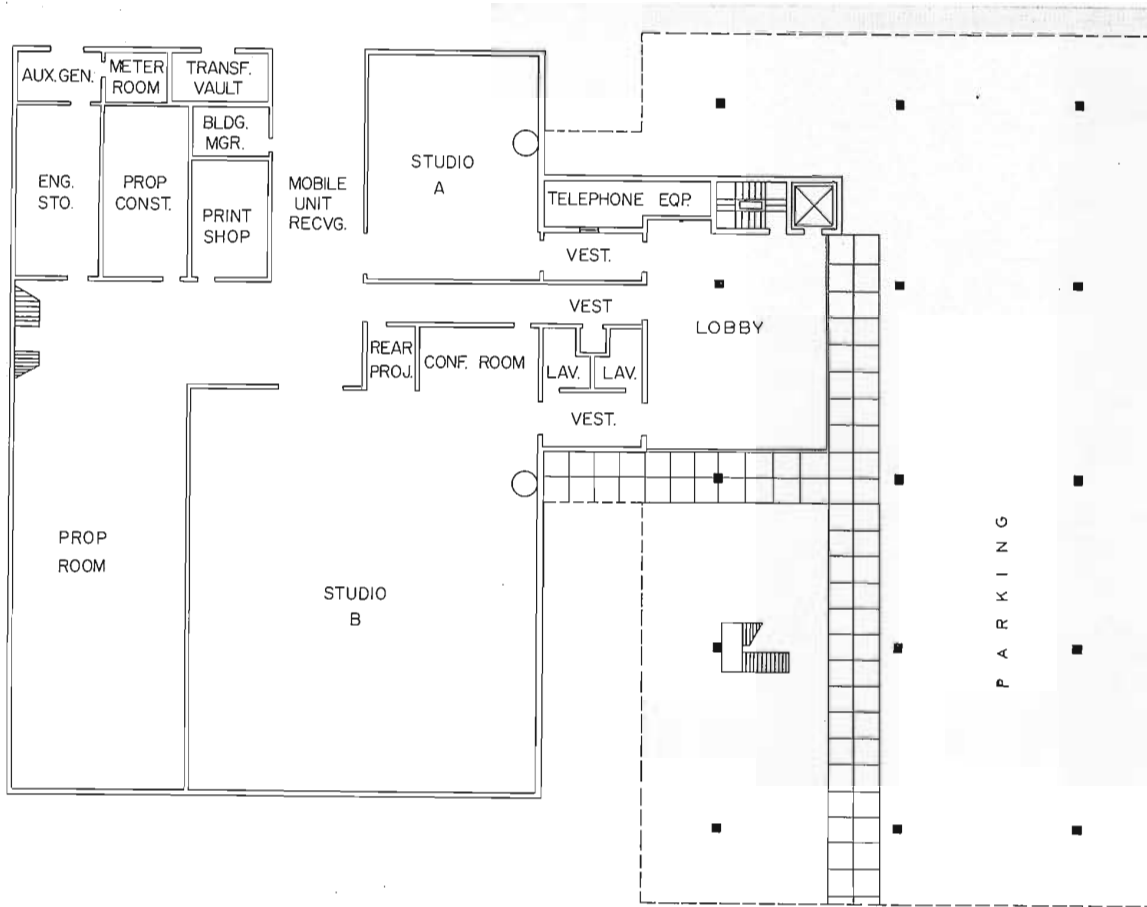 AUX. GEN.
METER
ROOM
TRANSF.
VAULT
BLDG.
MGR.
ENG.
STO.
PROP
CONST.
PRINT
SHOP
MOBILE
UNIT
RECVG.
STUDIO
A
TELEPHONE EQP.
VEST.
VEST
LOBBY
REAR
PROJ.
CONF. ROOM
LAV.
LAV.
VEST.
PROP
ROOM
STUDIO
B
PARKING